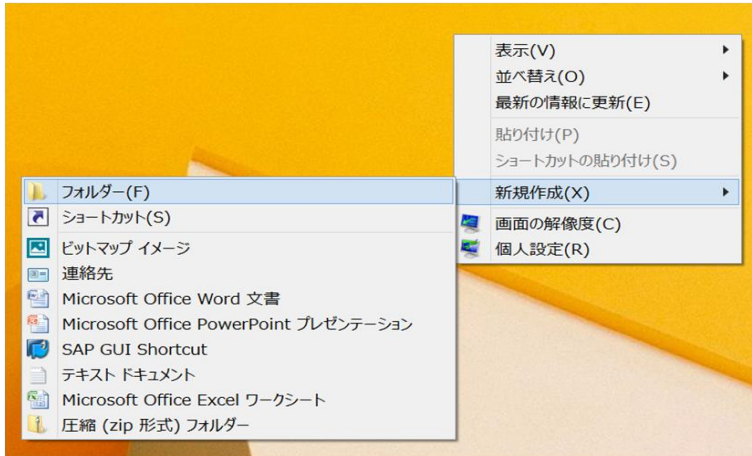 表示(V)
並べ替え(O)
最新の情報に更新(E)
貼り付け(P)
ショートカットの貼り付け(S)
新規作成(X)
画面の解像度(C)
個人設定(R)
フォルダー(F)
ショートカット(S)
ビットマップ イメージ
連絡先
Microsoft Office Word 文書
Microsoft Office PowerPoint プレゼンテーション
SAP GUI Shortcut
テキスト ドキュメント
Microsoft Office Excel ワークシート
圧縮 (zip 形式) フォルダー